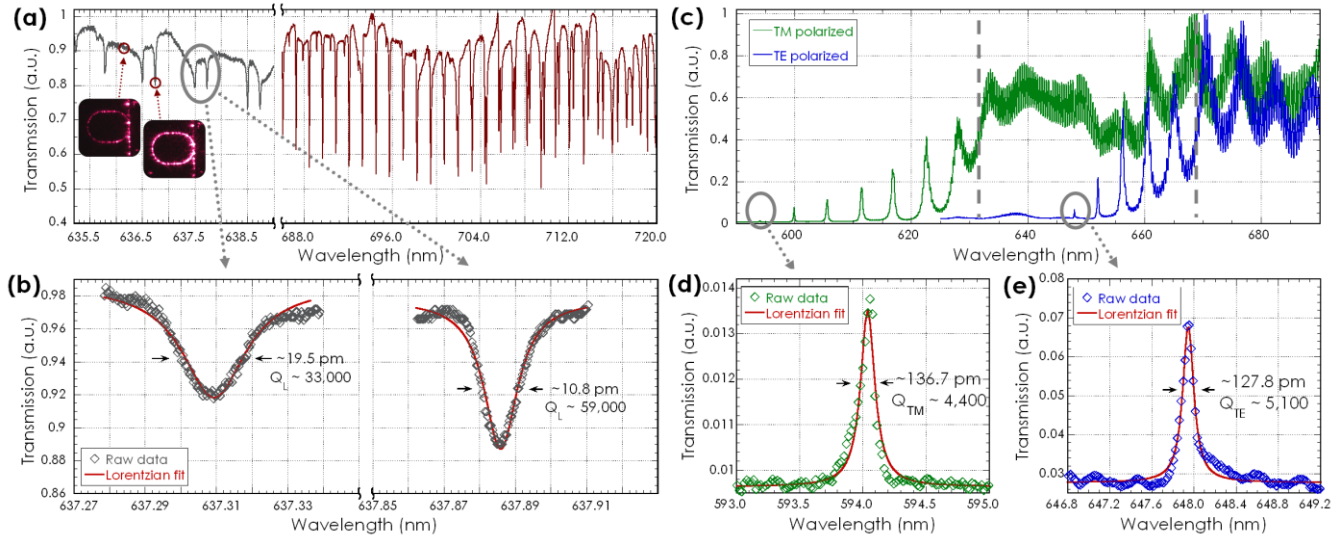 (a)
Transmssion (a.u.)
1
0.9
0.8
0.7
0.6
0.5
0.4
635.5
636.5
637.5
638.5
688.0
696.0
704.0
712.0
720.0
Wavelength (nm)
(b)
Transmission (a.u.)
0.98
0.96
0.94
0.92
0.90
0.88
0.86
~19.5 pm
Q_L ~ 33,000
~10.8 pm
Q_L ~ 59,000
Raw data
Lorentzian fit
637.27
637.29
637.31
637.33
637.85
637.87
637.89
637.91
Wavelength (nm)
(c)
Transmission (a.u.)
1
0.8
0.6
0.4
0.2
0
TM polarized
TE polarized
600
620
640
660
680
Wavelength (nm)
(d)
Transmission (a.u.)
0.014
0.013
0.012
0.011
0.01
Raw data
Lorentzian fit
~136.7 pm
Q_TM ~ 4,400
593.0
593.5
594.0
594.5
595.0
Wavelength (nm)
(e)
Transmission (a.u.)
0.08
0.07
0.06
0.05
0.04
0.03
Raw data
Lorentzian fit
~127.8 pm
Q_TE ~ 5,100
646.8
647.2
647.6
648.0
648.4
648.8
649.2
Wavelength (nm)